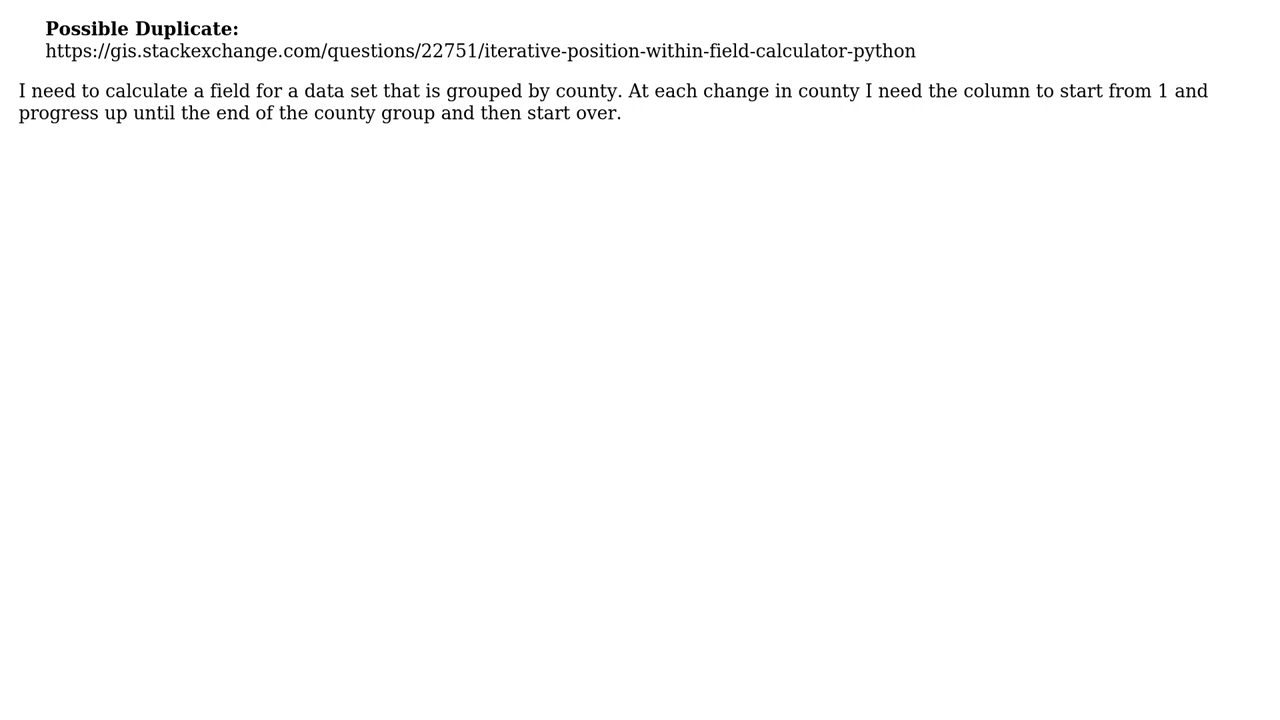 Possible Duplicate:
https://gis.stackexchange.com/questions/22751/iterative-position-within-field-calculator-python
I need to calculate a field for a data set that is grouped by county. At each change in county I need the column to start from 1 and
progress up until the end of the county group and then start over.